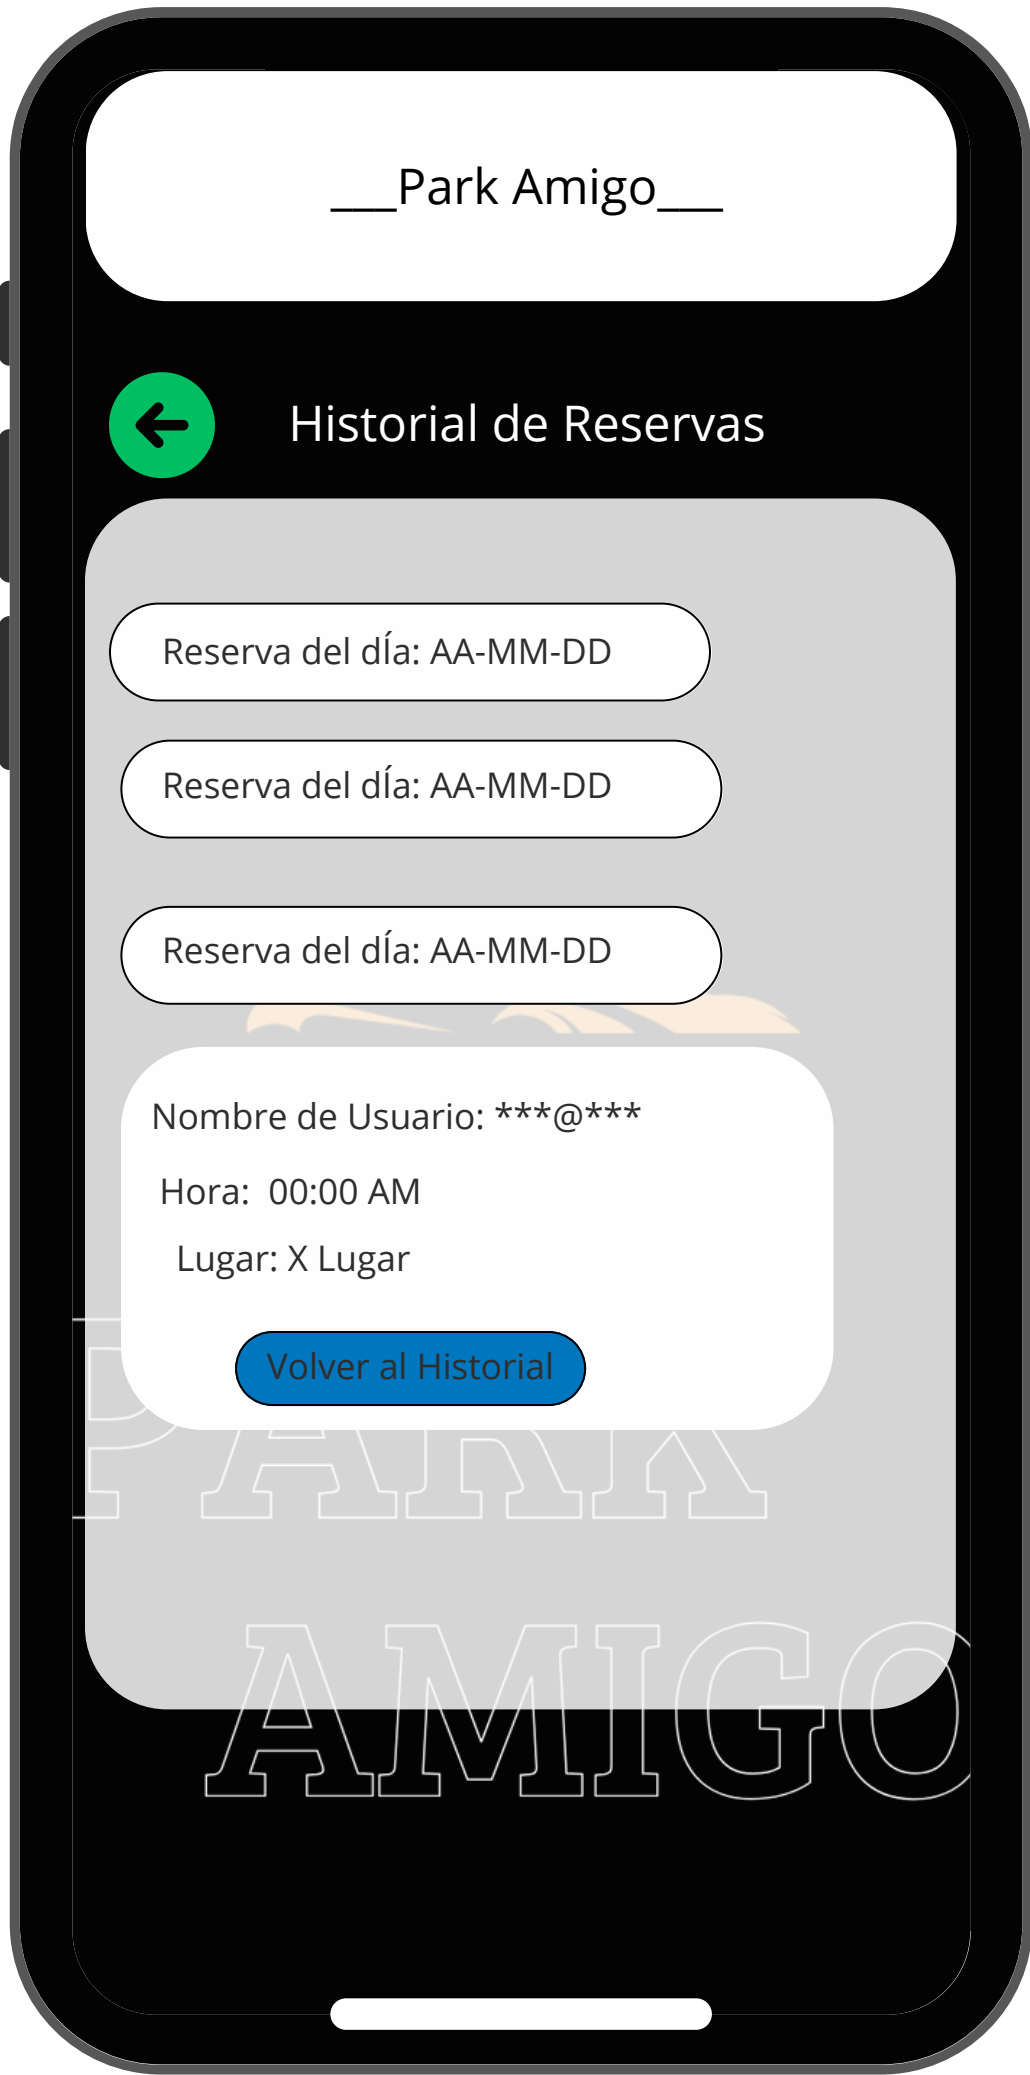 ___Park Amigo___
Historial de Reservas
Reserva del dÍa: AA-MM-DD
Reserva del dÍa: AA-MM-DD
Reserva del dÍa: AA-MM-DD
Nombre de Usuario: ***@***
Hora: 00:00 AM
Lugar: X Lugar
Volver al Historial
PARK
AMIGO